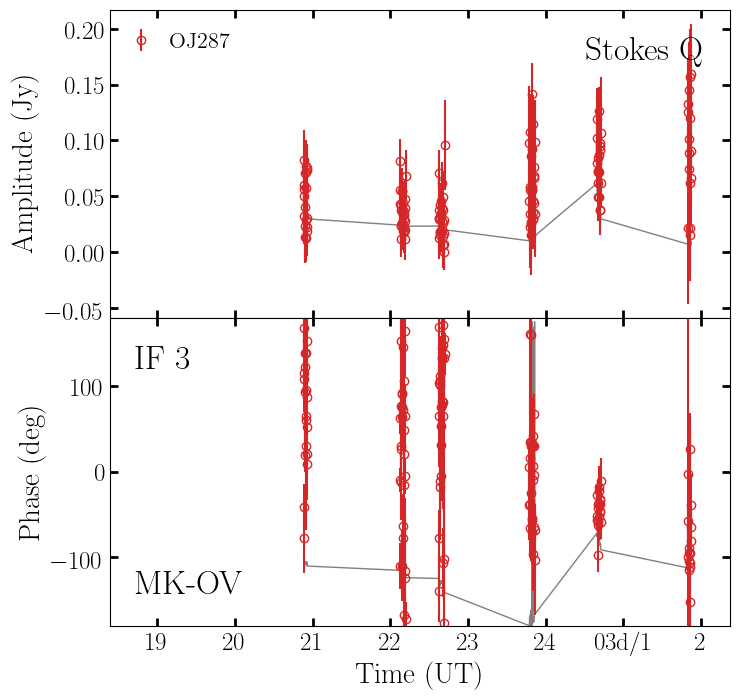 OJ287
Stokes Q
Amplitude (Jy)
0.20
0.15
0.10
0.05
0.00
−0.05
IF 3
MK-OV
Phase (deg)
100
0
−100
19 20 21 22 23 24 03d/1 2
Time (UT)